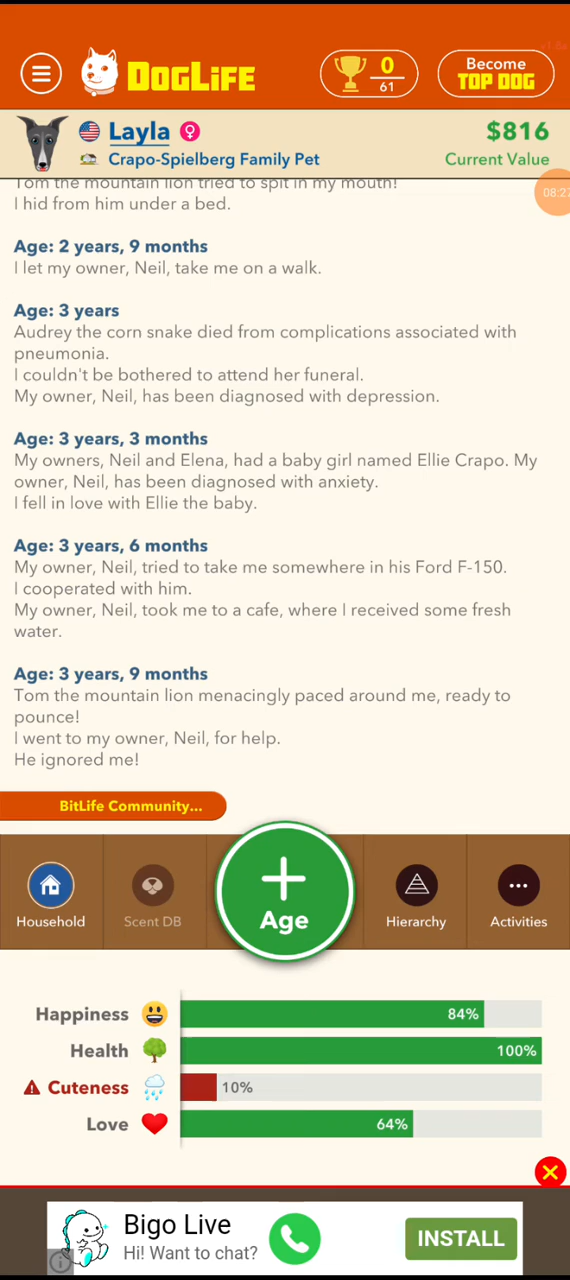 DOGLIFE
0
61
Become
TOP DOG
Layla
$816
Crapo-Spielberg Family Pet
Current Value
Tom the mountain lion tried to spit in my mouth!
I hid from him under a bed.
Age: 2 years, 9 months
I let my owner, Neil, take me on a walk.
Age: 3 years
Audrey the corn snake died from complications associated with
pneumonia.
I couldn't be bothered to attend her funeral.
My owner, Neil, has been diagnosed with depression.
Age: 3 years, 3 months
My owners, Neil and Elena, had a baby girl named Ellie Crapo. My
owner, Neil, has been diagnosed with anxiety.
I fell in love with Ellie the baby.
Age: 3 years, 6 months
My owner, Neil, tried to take me somewhere in his Ford F-150.
I cooperated with him.
My owner, Neil, took me to a cafe, where I received some fresh
water.
Age: 3 years, 9 months
Tom the mountain lion menacingly paced around me, ready to
pounce!
I went to my owner, Neil, for help.
He ignored me!
BitLife Community...
Household
Scent DB
Age
Hierarchy
Activities
Happiness 84%
Health 100%
Cuteness 10%
Love 64%
Bigo Live
Hi! Want to chat?
INSTALL